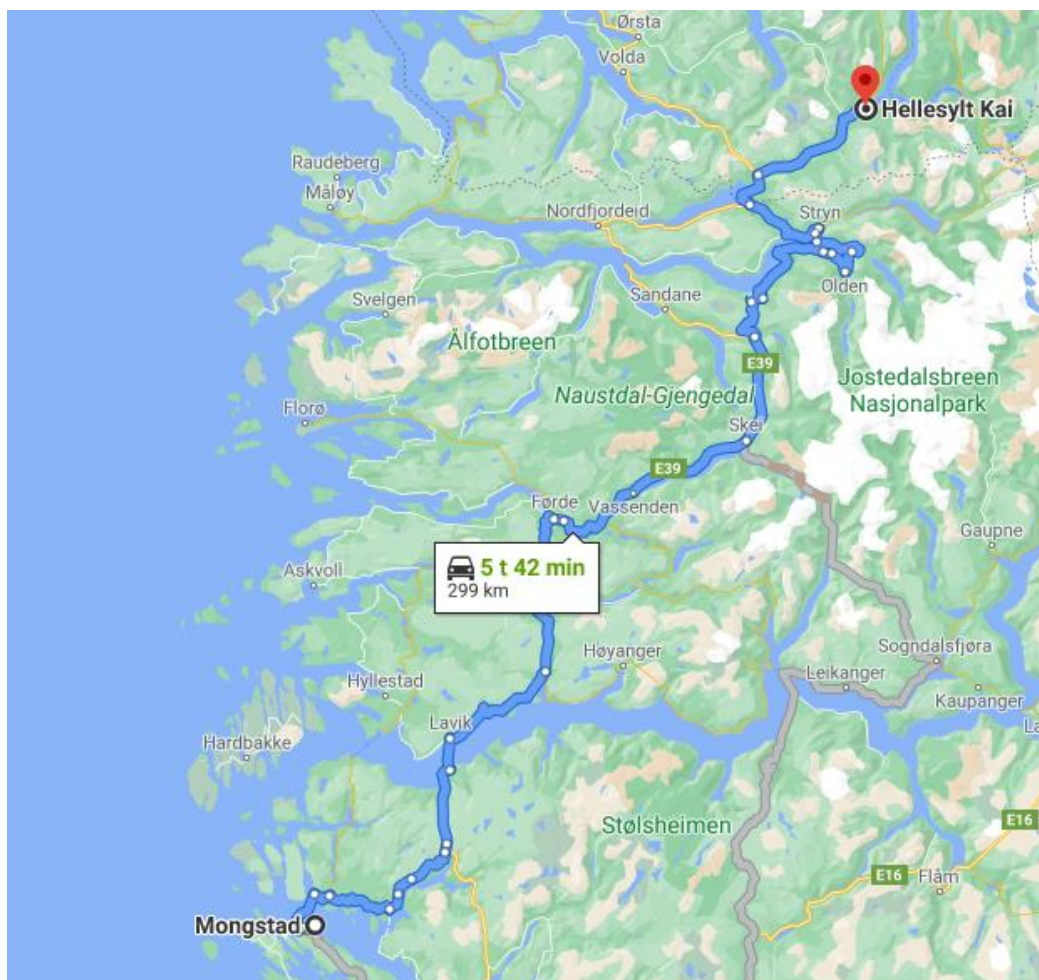 Ørsta
Volda
Hellesylt Kai
Raudeberg
Måløy
Nordfjordeid
Stryn
Olden
Sandane
Svelgen
Ålfotbreen
E39
Jostedalsbreen
Nasjonalpark
Naustdal-Gjengedal
Florø
Skei
E39
Førde
Vassenden
Gaupne
5 t 42 min
299 km
Askvoll
Høyanger
Sogndalsfjøra
Leikanger
Hyllestad
Kaupanger
Lavik
La
Hardbakke
Stølsheimen
E16
E16
Flåm
Mongstad